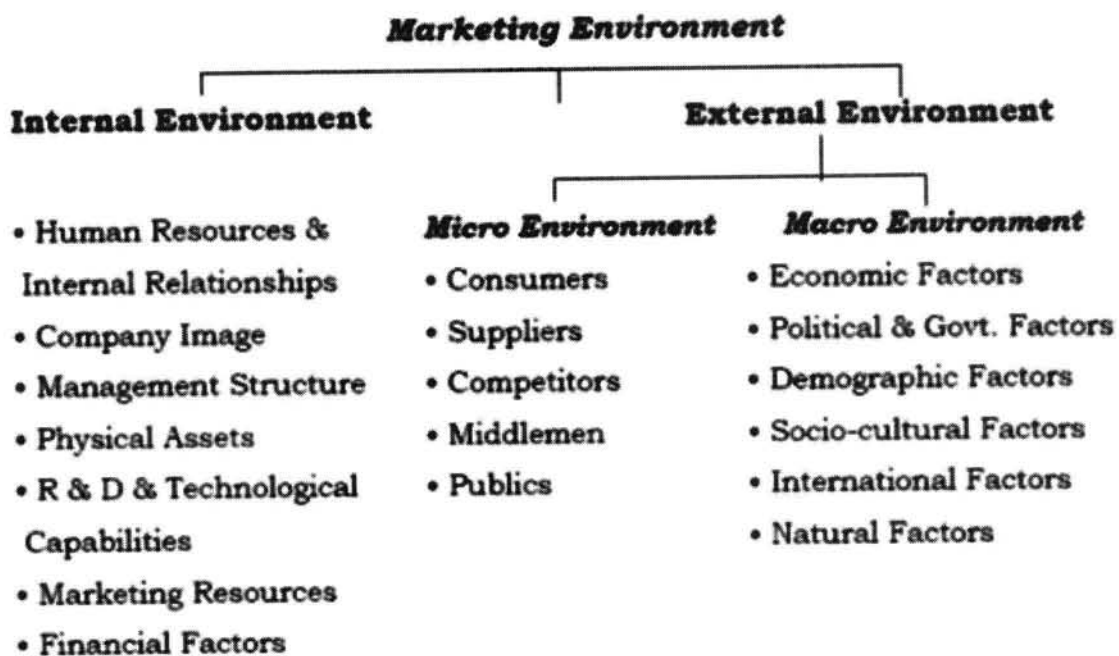 Marketing Environment
Internal Environment
External Environment
• Human Resources &
Internal Relationships
• Company Image
• Management Structure
• Physical Assets
• R & D & Technological
Capabilities
• Marketing Resources
• Financial Factors
Micro Environment
• Consumers
• Suppliers
• Competitors
• Middlemen
• Publics
Macro Environment
• Economic Factors
• Political & Govt. Factors
• Demographic Factors
• Socio-cultural Factors
• International Factors
• Natural Factors